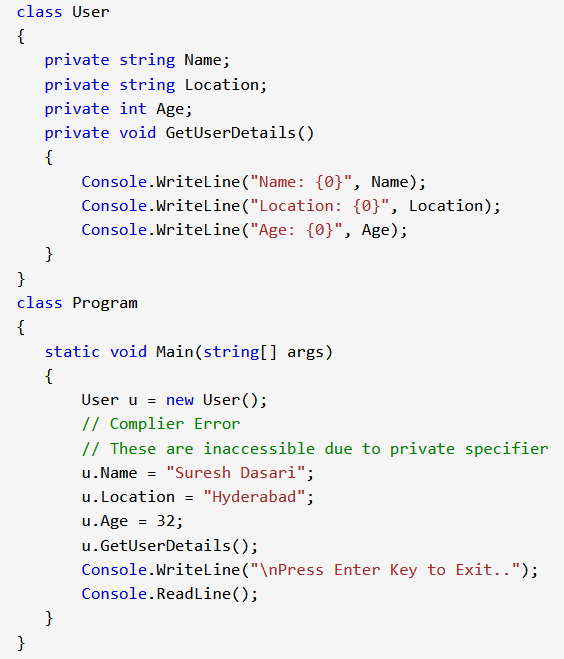 class User
{
private string Name;
private string Location;
private int Age;
private void GetUserDetails()
{
Console.WriteLine("Name: {0}", Name);
Console.WriteLine("Location: {0}", Location);
Console.WriteLine("Age: {0}", Age);
}
}
class Program
{
static void Main(string[] args)
{
User u = new User();
// Complier Error
// These are inaccessible due to private specifier
u.Name = "Suresh Dasari";
u.Location = "Hyderabad";
u.Age = 32;
u.GetUserDetails();
Console.WriteLine("\nPress Enter Key to Exit..");
Console.ReadLine();
}
}